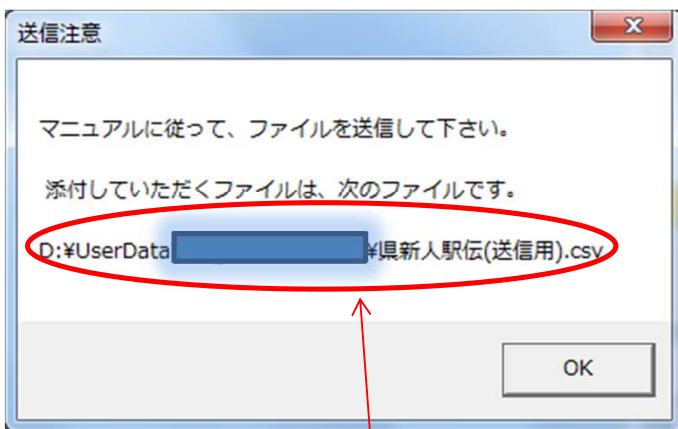 送信注意
マニュアルに従って、ファイルを送信して下さい。
添付していただくファイルは、次のファイルです。
D:¥UserData ¥県新人駅伝(送信用).csv
OK